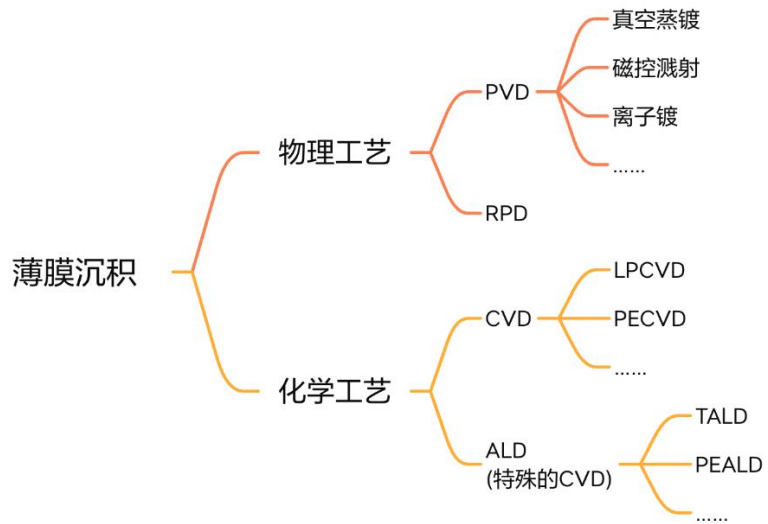 薄膜沉积
物理工艺
PVD
真空蒸镀
磁控溅射
离子镀
……
RPD
化学工艺
CVD
LPCVD
PECVD
……
ALD
(特殊的CVD)
TALD
PEALD
……